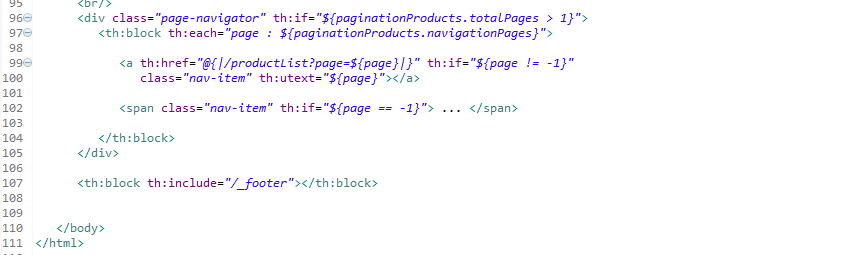 95 <br/>
96 <div class="page-navigator" th:if="${paginationProducts.totalPages > 1}">
97 <th:block th:each="page : ${paginationProducts.navigationPages}">
98
99 <a th:href="@{|/productList?page=${page}|}" th:if="${page != -1}"
100 class="nav-item" th:utext="${page}"></a>
101
102 <span class="nav-item" th:if="${page == -1}"> ... </span>
103
104 </th:block>
105 </div>
106
107 <th:block th:include="/_footer"></th:block>
108
109
110 </body>
111 </html>